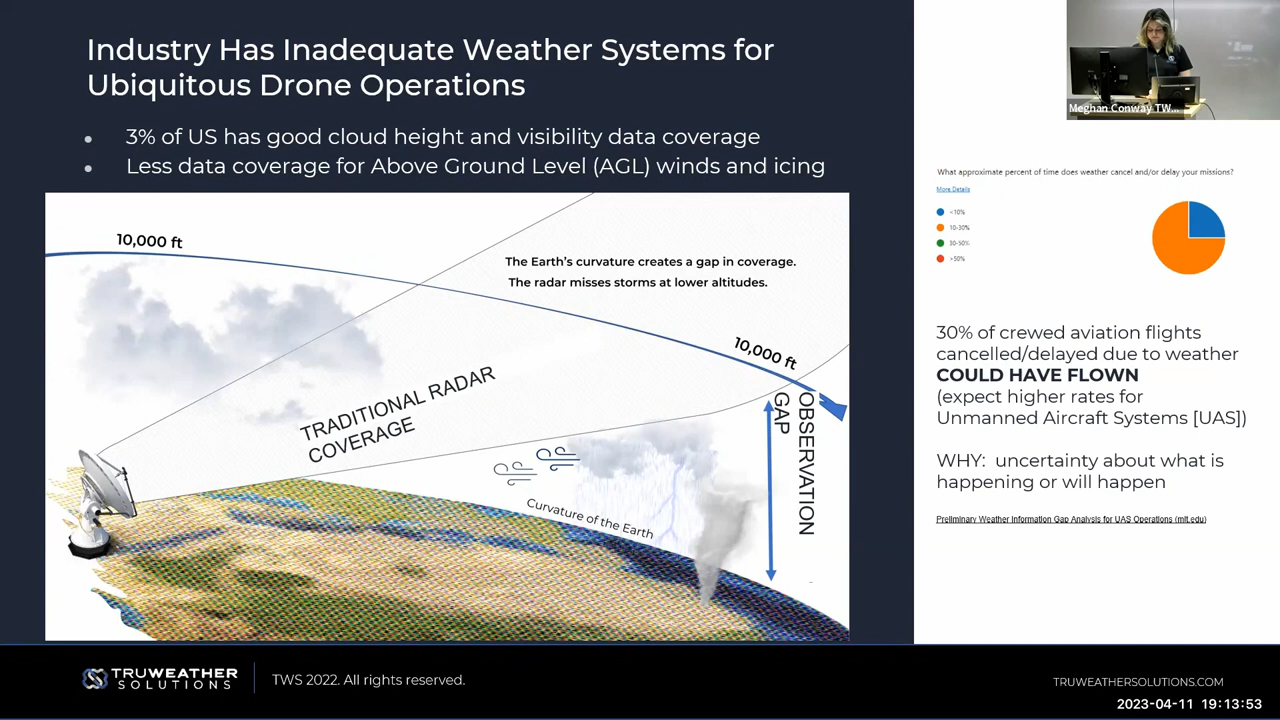 Industry Has Inadequate Weather Systems for
Ubiquitous Drone Operations
• 3% of US has good cloud height and visibility data coverage
• Less data coverage for Above Ground Level (AGL) winds and icing
10,000 ft
The Earth's curvature creates a gap in coverage.
The radar misses storms at lower altitudes.
10,000 ft
TRADITIONAL RADAR
COVERAGE
OBSERVATION
GAP
Curvature of the Earth
Meghan Conway TW...
What approximate percent of time does weather cancel and/or delay your missions?
More Details
<10%
10-30%
30-50%
>50%
30% of crewed aviation flights
cancelled/delayed due to weather
COULD HAVE FLOWN
(expect higher rates for
Unmanned Aircraft Systems [UAS])
WHY: uncertainty about what is
happening or will happen
Preliminary Weather Information Gap Analysis for UAS Operations (mit.edu)
TRUWEATHER
SOLUTIONS
TWS 2022. All rights reserved.
TRUWEATHERSOLUTIONS.COM
2023-04-11 19:13:53